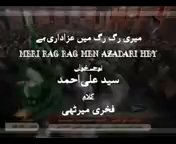 میری رگ رگ میں عزاداری ہے
MERI RAG RAG MEN AZADARI HEY
نوحہ خواں
سید علی احمد
کلام
فخری میرٹھی